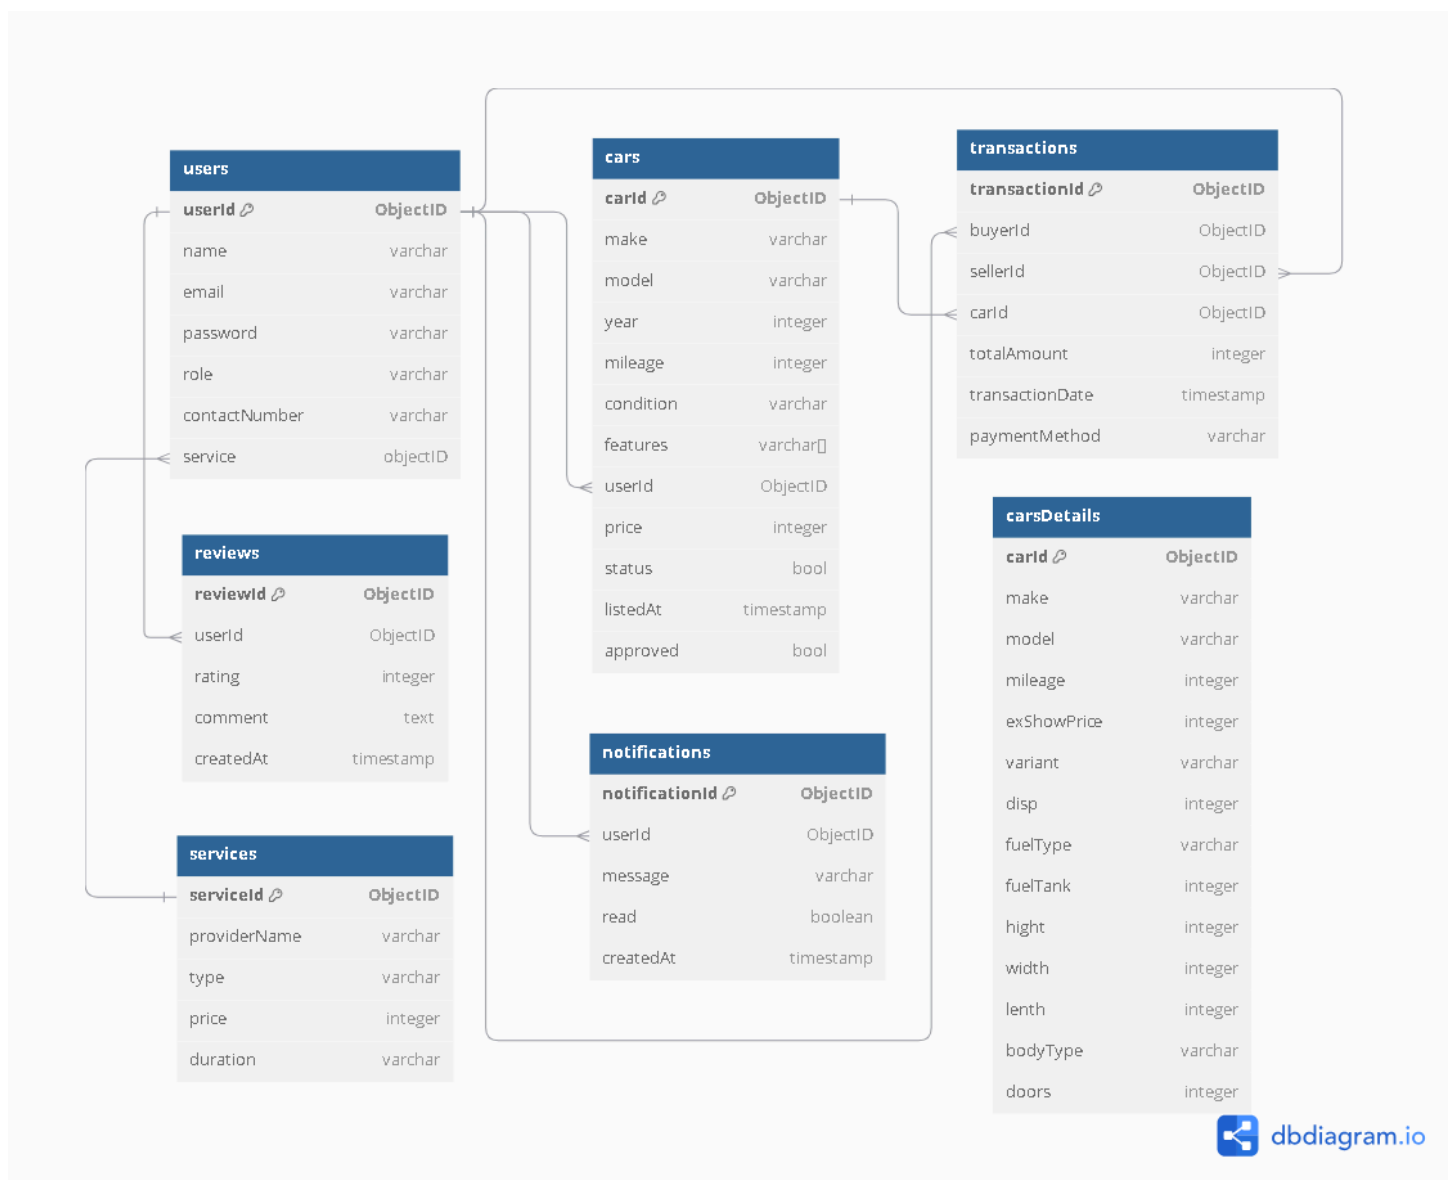 users
userId ObjectID
name varchar
email varchar
password varchar
role varchar
contactNumber varchar
service objectID
reviews
reviewId ObjectID
userId ObjectID
rating integer
comment text
createdAt timestamp
services
serviceId ObjectID
providerName varchar
type varchar
price integer
duration varchar
cars
carId ObjectID
make varchar
model varchar
year integer
mileage integer
condition varchar
features varchar[]
userId ObjectID
price integer
status bool
listedAt timestamp
approved bool
notifications
notificationId ObjectID
userId ObjectID
message varchar
read boolean
createdAt timestamp
transactions
transactionId ObjectID
buyerId ObjectID
sellerId ObjectID
carId ObjectID
totalAmount integer
transactionDate timestamp
paymentMethod varchar
carsDetails
carId ObjectID
make varchar
model varchar
mileage integer
exShowPrice integer
variant varchar
disp integer
fuelType varchar
fuelTank integer
hight integer
width integer
lenth integer
bodyType varchar
doors integer
dbdiagram.io